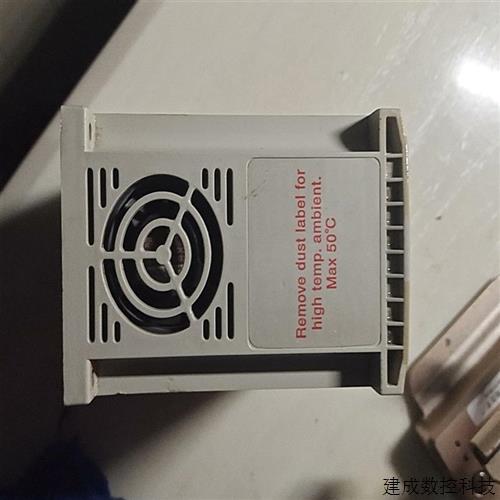 Remove dust label for
high temp. ambient.
Max 50°C
建成数控科技